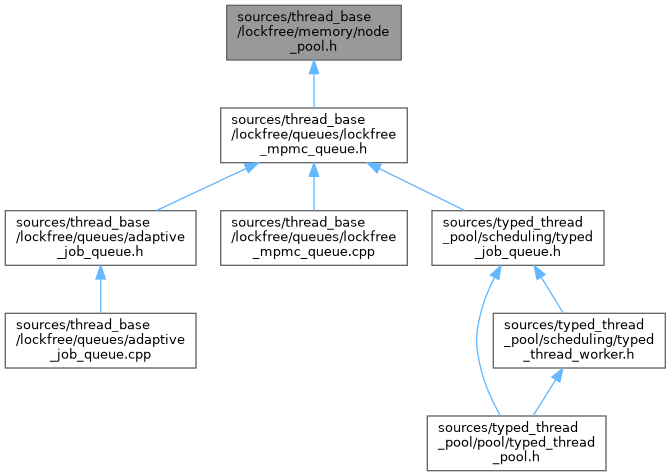 sources/thread_base
/lockfree/memory/node
_pool.h
sources/thread_base
/lockfree/queues/lockfree
_mpmc_queue.h
sources/thread_base
/lockfree/queues/adaptive
_job_queue.h
sources/thread_base
/lockfree/queues/lockfree
_mpmc_queue.cpp
sources/typed_thread
_pool/scheduling/typed
_job_queue.h
sources/thread_base
/lockfree/queues/adaptive
_job_queue.cpp
sources/typed_thread
_pool/scheduling/typed
_thread_worker.h
sources/typed_thread
_pool/pool/typed_thread
_pool.h